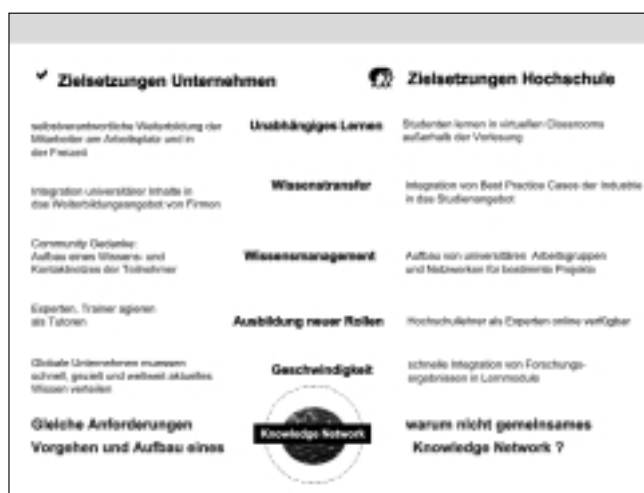 Zielsetzungen Unternehmen
Zielsetzungen Hochschule
selbstverantwortliche Weiterbildung der
Mitarbeiter am Arbeitsplatz und in
der Freizeit
Unabhängiges Lernen
Studenten lernen in virtuellen Classrooms
außerhalb der Vorlesung
Integration universitärer Inhalte in
das Weiterbildungsangebot von Firmen
Wissenstransfer
Integration von Best Practice Cases der Industrie
in das Studienangebot
Community Gedanke:
Aufbau eines Wissens- und
Kontaktnetzes der Teilnehmer
Wissensmanagement
Aufbau von universitären Arbeitsgruppen
und Netzwerken für bestimmte Projekte
Experten, Trainer agieren
als Tutoren
Ausbildung neuer Rollen
Hochschullehrer als Experten online verfügbar
Globale Unternehmen muessen
schnell, gezielt und weltweit aktuelles
Wissen verteilen
Geschwindigkeit
schnelle Integration von Forschungs-
ergebnissen in Lernmodule
Gleiche Anforderungen
Vorgehen und Aufbau eines
Knowledge Network
warum nicht gemeinsames
Knowledge Network ?